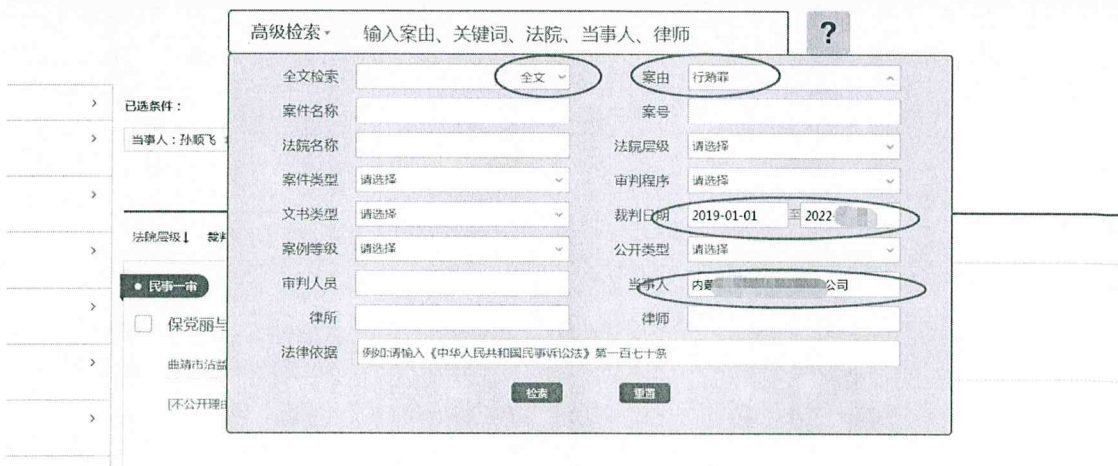 高级检索 输入案由、关键词、法院、当事人、律师 ?
全文检索 全文 案由 行贿罪
已选条件：
案件名称 案号
当事人：孙顺飞
法院名称 法院层级 请选择
案件类型 请选择 审判程序 请选择
文书类型 请选择 裁判日期 2019-01-01 至 2022-
法院层级↓ 裁判
案例等级 请选择 公开类型 请选择
民事一审
审判人员 当事人 内蒙 公司
律所 律师
保党丽与
法律依据 例如:请输入《中华人民共和国民事诉讼法》第一百七十条
曲靖市沾益
检索 重置
[不公开理由